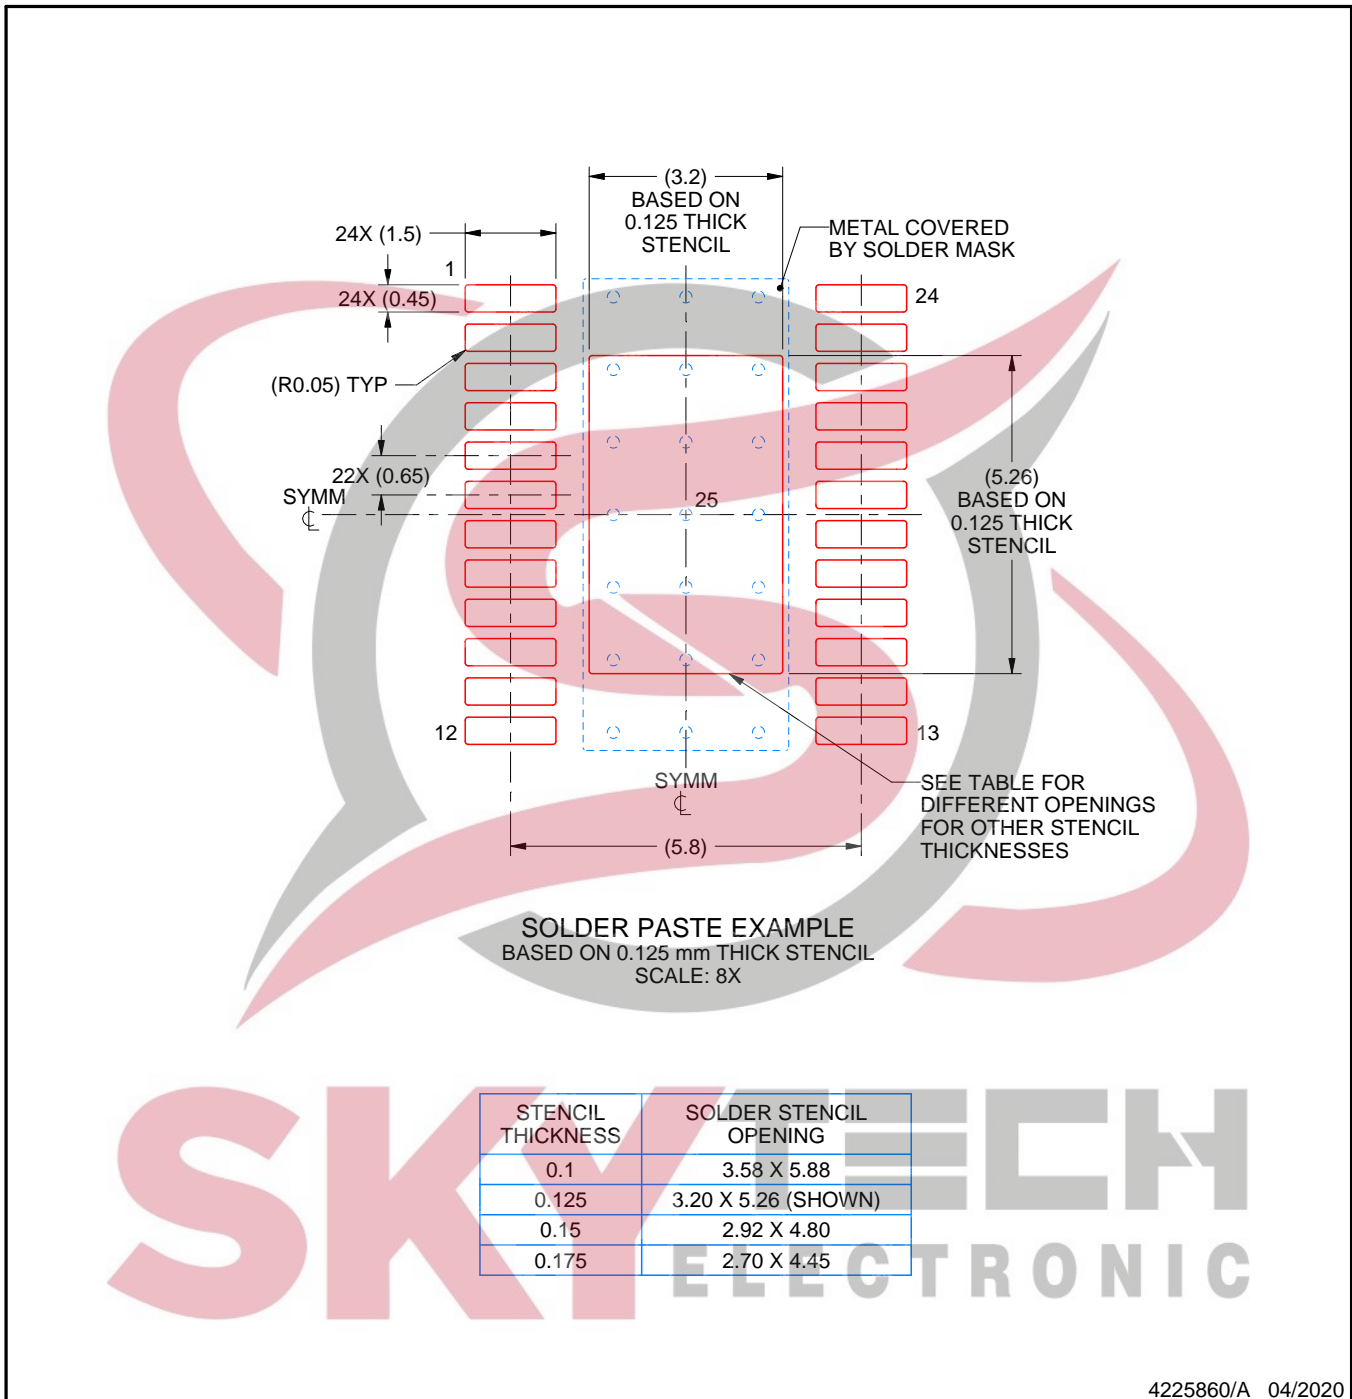 (3.2)
BASED ON
0.125 THICK
STENCIL
METAL COVERED
BY SOLDER MASK
24X (1.5)
1
24X (0.45)
24
(R0.05) TYP
22X (0.65)
SYMM
℄
25
(5.26)
BASED ON
0.125 THICK
STENCIL
12
13
SYMM
℄
SEE TABLE FOR
DIFFERENT OPENINGS
FOR OTHER STENCIL
THICKNESSES
(5.8)
SOLDER PASTE EXAMPLE
BASED ON 0.125 mm THICK STENCIL
SCALE: 8X
STENCIL THICKNESS SOLDER STENCIL OPENING
0.1 3.58 X 5.88
0.125 3.20 X 5.26 (SHOWN)
0.15 2.92 X 4.80
0.175 2.70 X 4.45
SKY TECH
ELECTRONIC
4225860/A 04/2020